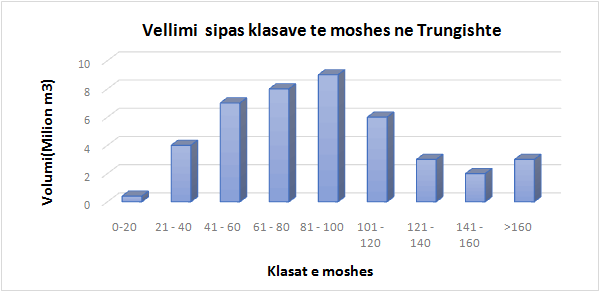 Vellimi sipas klasave te moshes ne Trungishte
Volumi(Milion m3)
10
8
6
4
2
0
0-20 21 - 40 41 - 60 61 - 80 81 - 100 101 - 120 121 - 140 141 - 160 >160
Klasat e moshes